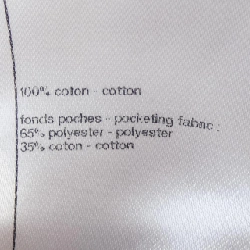 100% coton - cotton
fonds poches - pocketing fabric :
65% polyester - polyester
35% coton - cotton